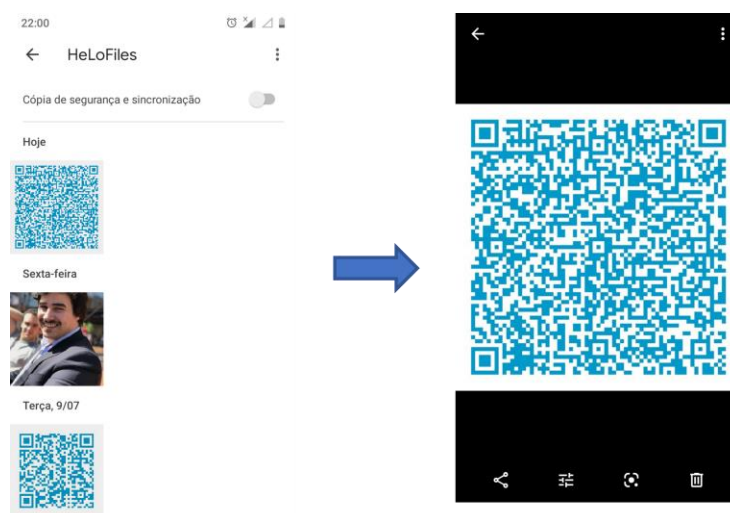 22:00
HeLoFiles
Cópia de segurança e sincronização
Hoje
Sexta-feira
Terça, 9/07